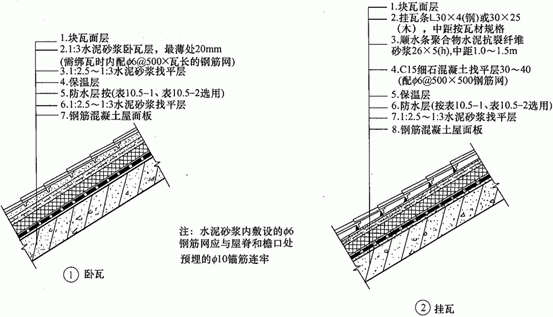 1.块瓦面层
2.1:3水泥砂浆卧瓦层，最薄处20mm
(需绑瓦时内配φ6@500×瓦长的钢筋网)
3.1:2.5～1:3水泥砂浆找平层
4.保温层
5.防水层按(表10.5-1、表10.5-2选用)
6.1:2.5～1:3水泥砂浆找平层
7.钢筋混凝土屋面板
注：水泥砂浆内敷设的φ6
钢筋网应与屋脊和檐口处
预埋的φ10锚筋连牢
1 卧瓦
1.块瓦面层
2.挂瓦条L30×4(钢)或30×25
(木)，中距按瓦材规格
3.顺水条聚合物水泥抗裂纤维
砂浆26×5(h),中距1.0～1.5m
4.C15细石混凝土找平层30～40
(配φ6@500×500钢筋网)
5.保温层
6.防水层(按表10.5-1、表10.5-2选用)
7.1:2.5～1:3水泥砂浆找平层
8.钢筋混凝土屋面板
2 挂瓦